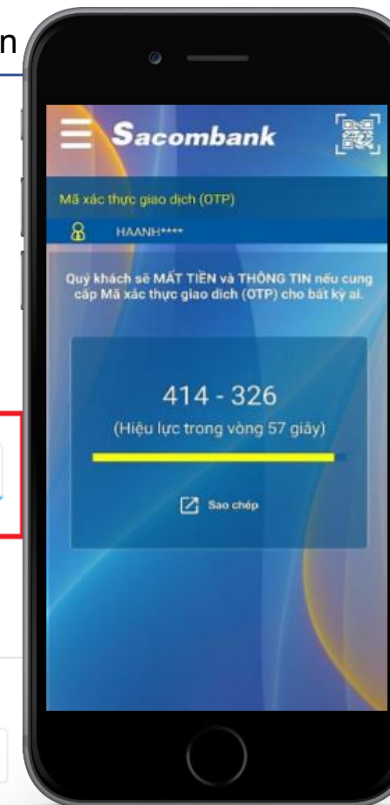 n
Sacombank
Mã xác thực giao dịch (OTP)
HAANH****
Quý khách sẽ MẤT TIỀN và THÔNG TIN nếu cung
cấp Mã xác thực giao dich (OTP) cho bất kỳ ai.
414 - 326
(Hiệu lực trong vòng 57 giây)
Sao chép